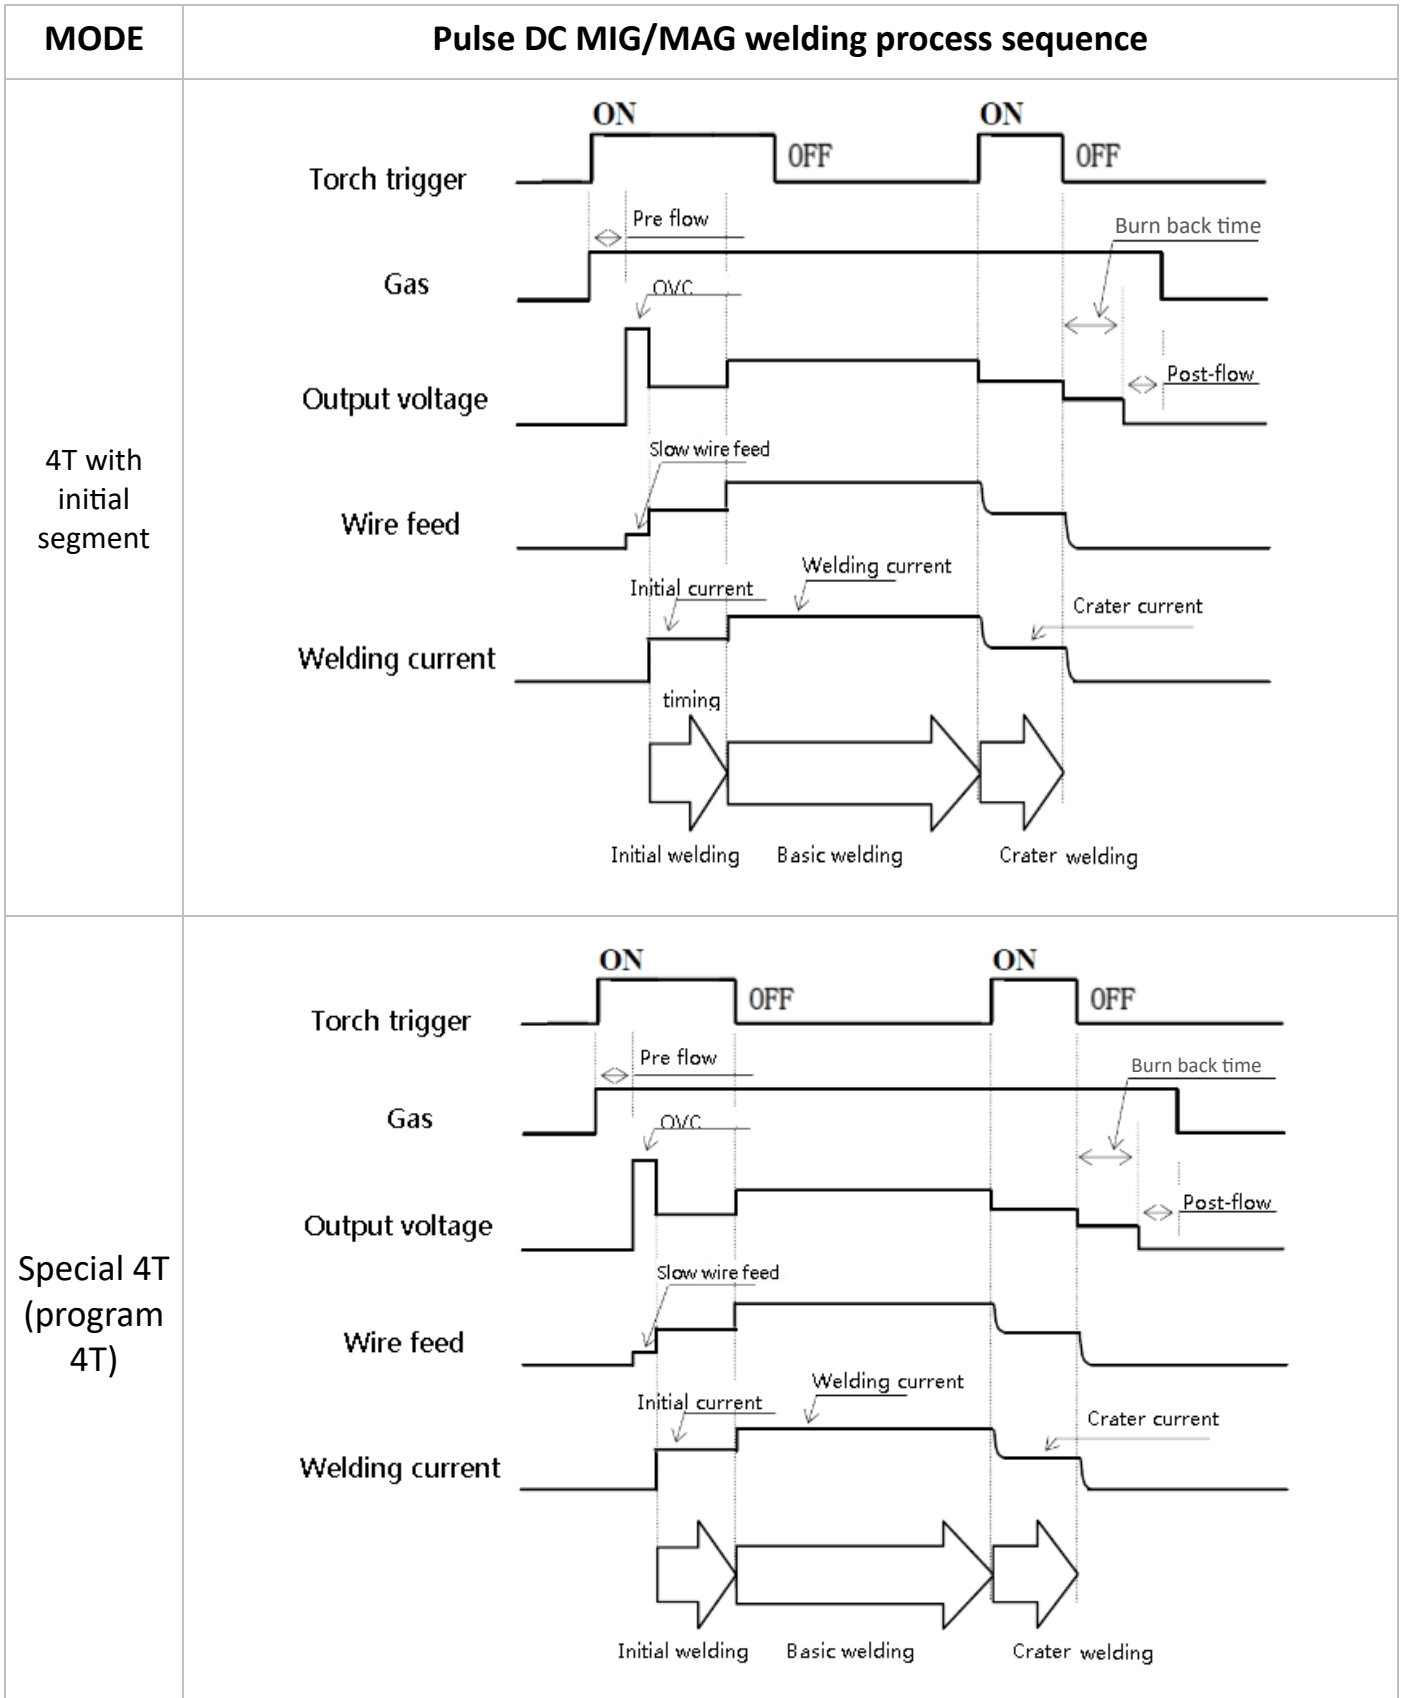 MODE
Pulse DC MIG/MAG welding process sequence
4T with
initial
segment
ON
ON
OFF
OFF
Torch trigger
Pre flow
Burn back time
Gas
OVC
Post-flow
Output voltage
Slow wire feed
Wire feed
Welding current
Initial current
Crater current
Welding current
timing
Initial welding
Basic welding
Crater welding
Special 4T
(program
4T)
ON
ON
OFF
OFF
Torch trigger
Pre flow
Burn back time
Gas
OVC
Post-flow
Output voltage
Slow wire feed
Wire feed
Welding current
Initial current
Crater current
Welding current
Initial welding
Basic welding
Crater welding